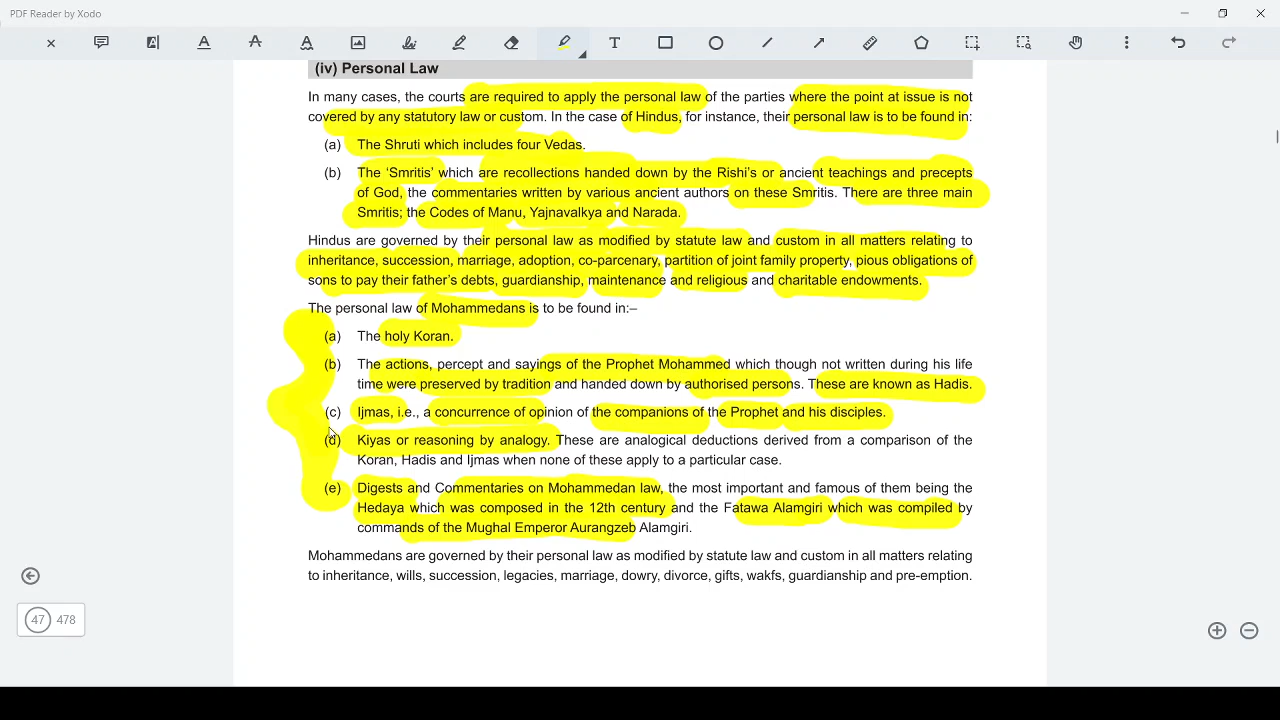 PDF Reader by Xodo
(iv) Personal Law
In many cases, the courts are required to apply the personal law of the parties where the point at issue is not
covered by any statutory law or custom. In the case of Hindus, for instance, their personal law is to be found in:
(a) The Shruti which includes four Vedas.
(b) The ‘Smritis’ which are recollections handed down by the Rishi’s or ancient teachings and precepts
of God, the commentaries written by various ancient authors on these Smritis. There are three main
Smritis; the Codes of Manu, Yajnavalkya and Narada.
Hindus are governed by their personal law as modified by statute law and custom in all matters relating to
inheritance, succession, marriage, adoption, co-parcenary, partition of joint family property, pious obligations of
sons to pay their father’s debts, guardianship, maintenance and religious and charitable endowments.
The personal law of Mohammedans is to be found in:–
(a) The holy Koran.
(b) The actions, percept and sayings of the Prophet Mohammed which though not written during his life
time were preserved by tradition and handed down by authorised persons. These are known as Hadis.
(c) Ijmas, i.e., a concurrence of opinion of the companions of the Prophet and his disciples.
(d) Kiyas or reasoning by analogy. These are analogical deductions derived from a comparison of the
Koran, Hadis and Ijmas when none of these apply to a particular case.
(e) Digests and Commentaries on Mohammedan law, the most important and famous of them being the
Hedaya which was composed in the 12th century and the Fatawa Alamgiri which was compiled by
commands of the Mughal Emperor Aurangzeb Alamgiri.
Mohammedans are governed by their personal law as modified by statute law and custom in all matters relating
to inheritance, wills, succession, legacies, marriage, dowry, divorce, gifts, wakfs, guardianship and pre-emption.
47 478